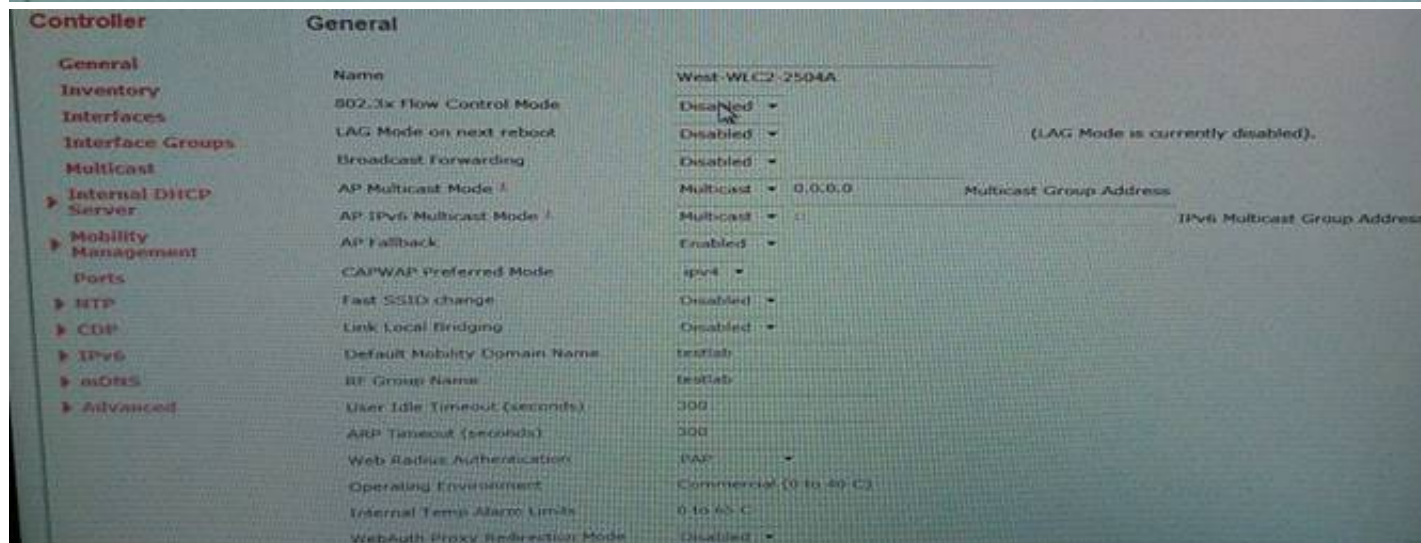 Controller
General
Inventory
Interfaces
Interface Groups
Multicast
Internal DHCP
Server
Mobility
Management
Ports
NTP
CDP
IPv6
mDNS
Advanced
General
Name West-WLC2-2504A
802.3x Flow Control Mode Disabled
LAG Mode on next reboot Disabled (LAG Mode is currently disabled).
Broadcast Forwarding Disabled
AP Multicast Mode Multicast 0.0.0.0 Multicast Group Address
AP IPv6 Multicast Mode Multicast :: IPv6 Multicast Group Address
AP Fallback Enabled
CAPWAP Preferred Mode ipv4
Fast SSID change Disabled
Link Local Bridging Disabled
Default Mobility Domain Name testlab
RF Group Name testlab
User Idle Timeout (seconds) 300
ARP Timeout (seconds) 300
Web Radius Authentication PAP
Operating Environment Commercial (0 to 40 C)
Internal Temp Alarm Limits 0 to 65 C
WebAuth Proxy Redirection Mode Disabled